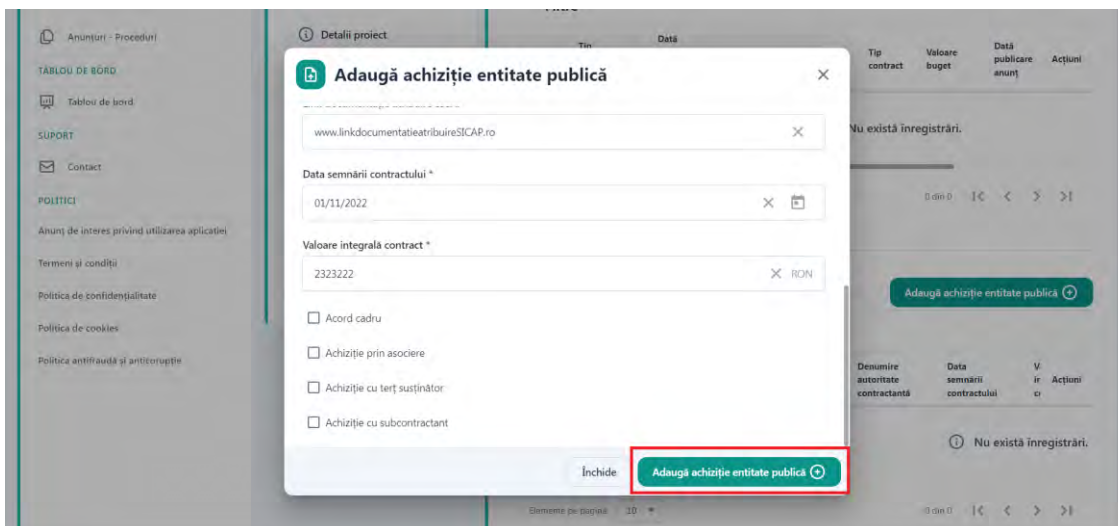 Anunțuri - Proceduri
TABLOU DE BORD
Tablou de bord
SUPORT
Contact
POLITICI
Anunț de interes privind utilizarea aplicației
Termeni și condiții
Politica de confidențialitate
Politica de cookies
Politica antifraudă și anticorupție
Detalii proiect
Tip
Dată
Tip contract
Valoare buget
Dată publicare anunț
Acțiuni
Nu există înregistrări.
0 din 0
Adaugă achiziție entitate publică
Adaugă achiziție entitate publică
www.linkdocumentatieatribuireSICAP.ro
Data semnării contractului *
01/11/2022
Valoare integrală contract *
2323222
RON
Acord cadru
Achiziție prin asociere
Achiziție cu terț susținător
Achiziție cu subcontractant
Închide
Adaugă achiziție entitate publică
Denumire autoritate contractantă
Data semnării contractului
Acțiuni
Nu există înregistrări.
Elemente pe pagină
10
0 din 0